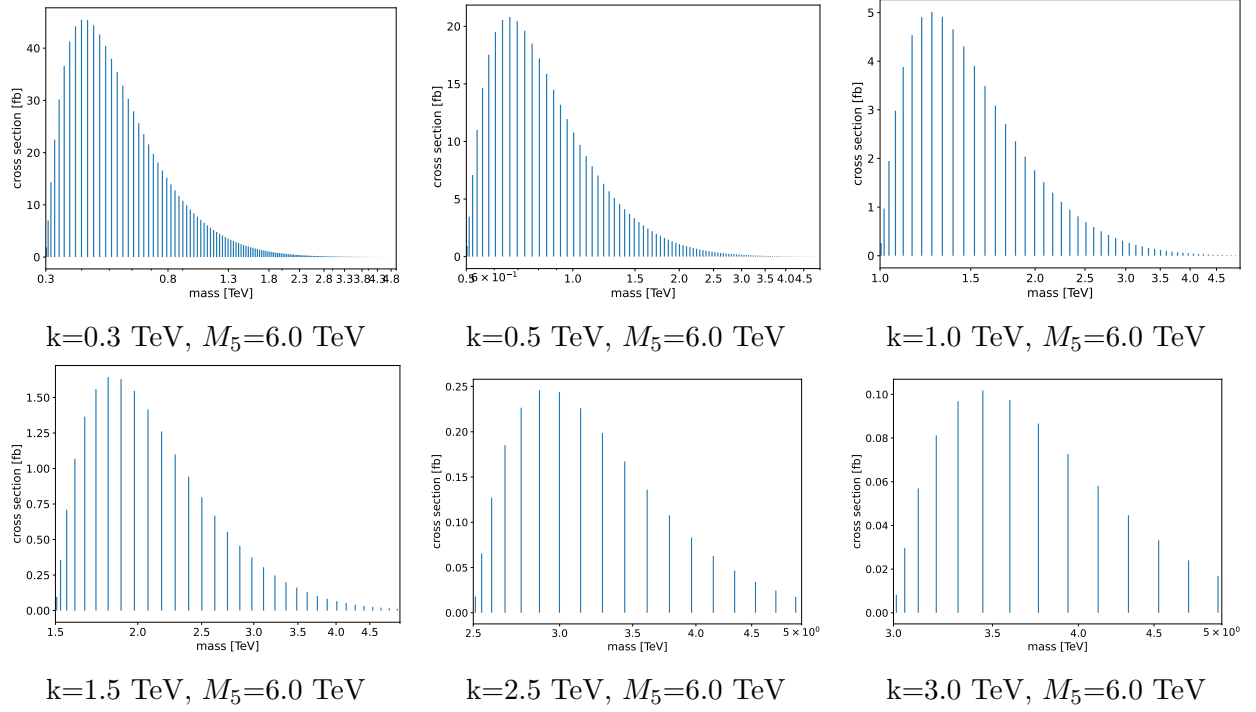 cross section [fb]
40
30
20
10
0
0.3 0.8 1.3 1.8 2.3 2.8 3.3 3.8 4.3 4.8
mass [TeV]
k=0.3 TeV, M₅=6.0 TeV
cross section [fb]
20
15
10
5
0
0.5 6 × 10⁻¹ 1.0 1.5 2.0 2.5 3.0 3.5 4.0 4.5
mass [TeV]
k=0.5 TeV, M₅=6.0 TeV
cross section [fb]
5
4
3
2
1
0
1.0 1.5 2.0 2.5 3.0 3.5 4.0 4.5
mass [TeV]
k=1.0 TeV, M₅=6.0 TeV
cross section [fb]
1.50
1.25
1.00
0.75
0.50
0.25
0.00
1.5 2.0 2.5 3.0 3.5 4.0 4.5
mass [TeV]
k=1.5 TeV, M₅=6.0 TeV
cross section [fb]
0.25
0.20
0.15
0.10
0.05
0.00
2.5 3.0 3.5 4.0 4.5 5 × 10⁰
mass [TeV]
k=2.5 TeV, M₅=6.0 TeV
cross section [fb]
0.10
0.08
0.06
0.04
0.02
0.00
3.0 3.5 4.0 4.5 5 × 10⁰
mass [TeV]
k=3.0 TeV, M₅=6.0 TeV